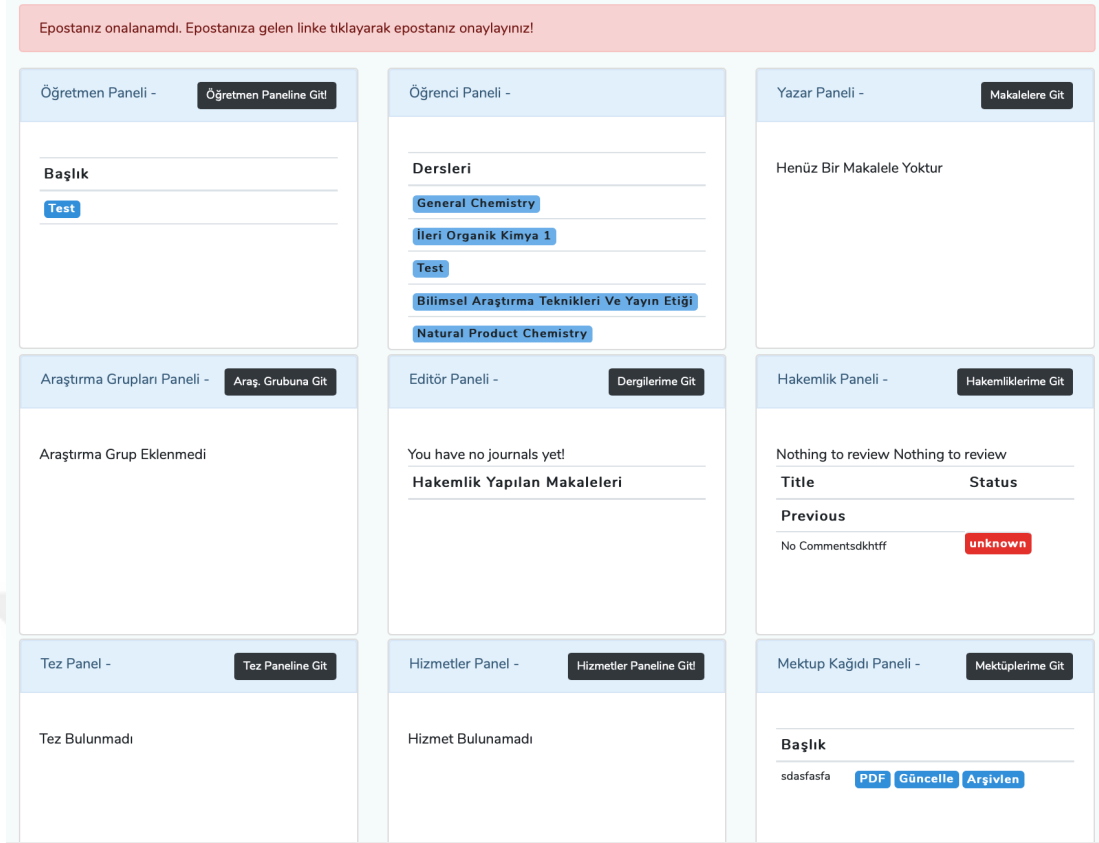 Epostanız onalanamdı. Epostanıza gelen linke tıklayarak epostanız onaylayınız!
Öğretmen Paneli -
Öğretmen Paneline Git!
Başlık
Test
Öğrenci Paneli -
Dersleri
General Chemistry
İleri Organik Kimya 1
Test
Bilimsel Araştırma Teknikleri Ve Yayın Etiği
Natural Product Chemistry
Yazar Paneli -
Makalelere Git
Henüz Bir Makalele Yoktur
Araştırma Grupları Paneli -
Araş. Grubuna Git
Araştırma Grup Eklenmedi
Editör Paneli -
Dergilerime Git
You have no journals yet!
Hakemlik Yapılan Makaleleri
Hakemlik Paneli -
Hakemliklerime Git
Nothing to review Nothing to review
Title Status
Previous
No Commentsdkhtff unknown
Tez Panel -
Tez Paneline Git
Tez Bulunmadı
Hizmetler Panel -
Hizmetler Paneline Git!
Hizmet Bulunamadı
Mektup Kağıdı Paneli -
Mektüplerime Git
Başlık
sdasfasfa PDF Güncelle Arşivlen